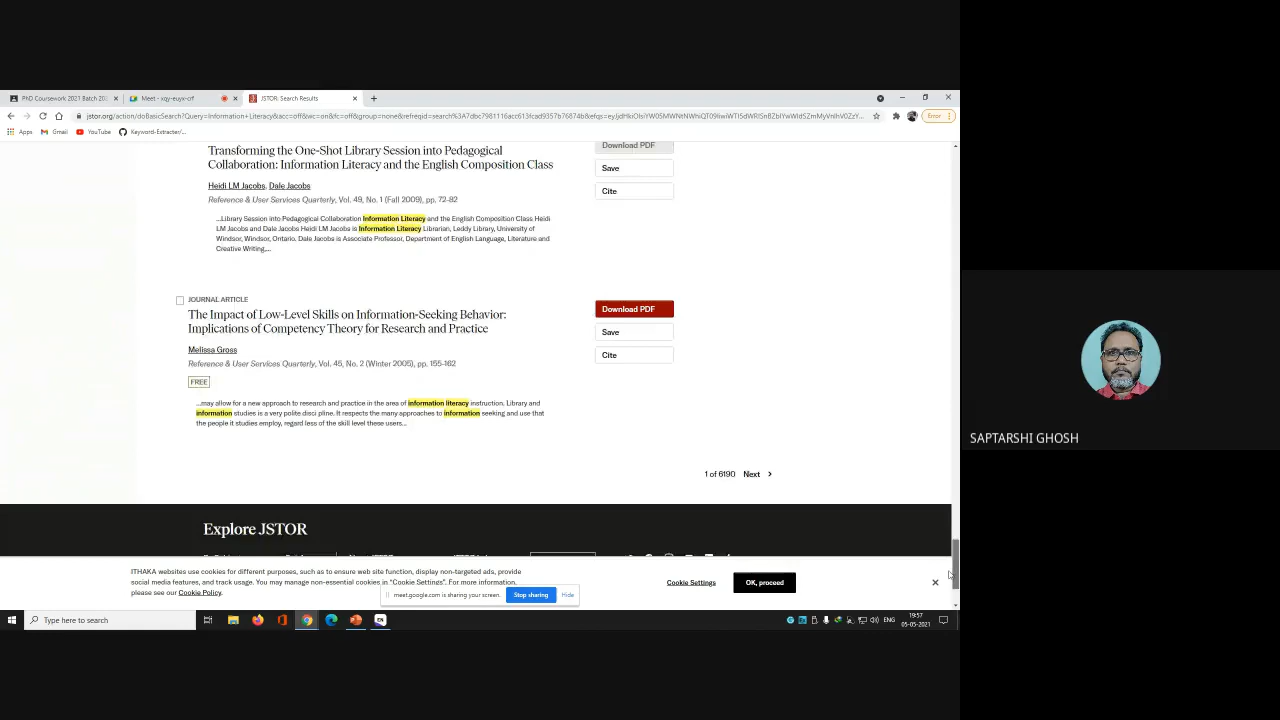 PhD Coursework 2021 Batch 202
Meet - xqy-euyx-crf
JSTOR: Search Results
Apps
Gmail
YouTube
Keyword-Extracter/...
Error
Transforming the One-Shot Library Session into Pedagogical
Collaboration: Information Literacy and the English Composition Class
Heidi LM Jacobs, Dale Jacobs
Reference & User Services Quarterly, Vol. 49, No. 1 (Fall 2009), pp. 72-82
...Library Session into Pedagogical Collaboration Information Literacy and the English Composition Class Heidi
LM Jacobs and Dale Jacobs Heidi LM Jacobs is Information Literacy Librarian, Leddy Library, University of
Windsor, Windsor, Ontario. Dale Jacobs is Associate Professor, Department of English Language, Literature and
Creative Writing,...
Download PDF
Save
Cite
JOURNAL ARTICLE
The Impact of Low-Level Skills on Information-Seeking Behavior:
Implications of Competency Theory for Research and Practice
Melissa Gross
Reference & User Services Quarterly, Vol. 45, No. 2 (Winter 2005), pp. 155-162
FREE
...may allow for a new approach to research and practice in the area of information literacy instruction. Library and
information studies is a very polite disci pline. It respects the many approaches to information seeking and use that
the people it studies employ, regard less of the skill level these users...
Download PDF
Save
Cite
1 of 6190 Next
Explore JSTOR
ITHAKA websites use cookies for different purposes, such as to ensure web site function, display non-targeted ads, provide
social media features, and track usage. You may manage non-essential cookies in "Cookie Settings". For more information,
please see our Cookie Policy.
Cookie Settings
OK, proceed
meet.google.com is sharing your screen.
Stop sharing
Hide
Type here to search
ENG
19:57
05-05-2021
SAPTARSHI GHOSH